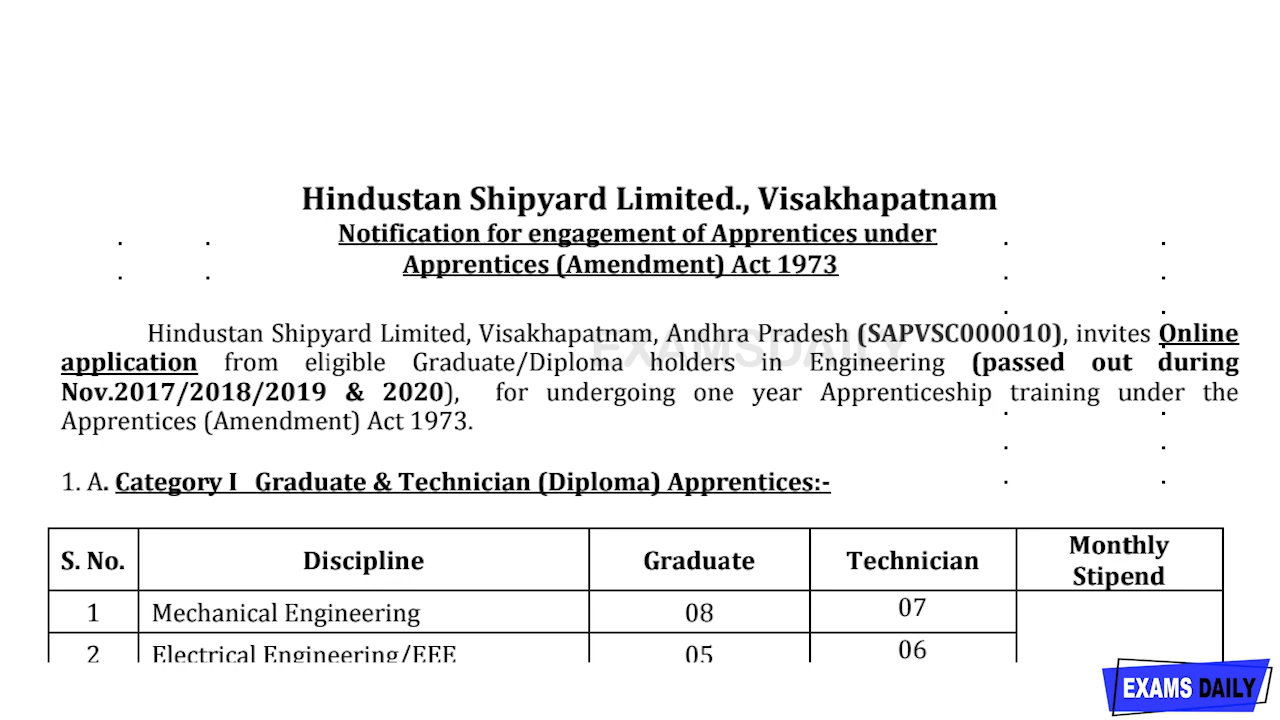 Hindustan Shipyard Limited., Visakhapatnam
Notification for engagement of Apprentices under
Apprentices (Amendment) Act 1973
Hindustan Shipyard Limited, Visakhapatnam, Andhra Pradesh (SAPVSC000010), invites Online
application from eligible Graduate/Diploma holders in Engineering (passed out during
Nov.2017/2018/2019 & 2020), for undergoing one year Apprenticeship training under the
Apprentices (Amendment) Act 1973.
EXAMSDAILY
1. A. Category I Graduate & Technician (Diploma) Apprentices:-
S. No. Discipline Graduate Technician Monthly Stipend
1 Mechanical Engineering 08 07
2 Electrical Engineering/EEE 05 06
EXAMS DAILY